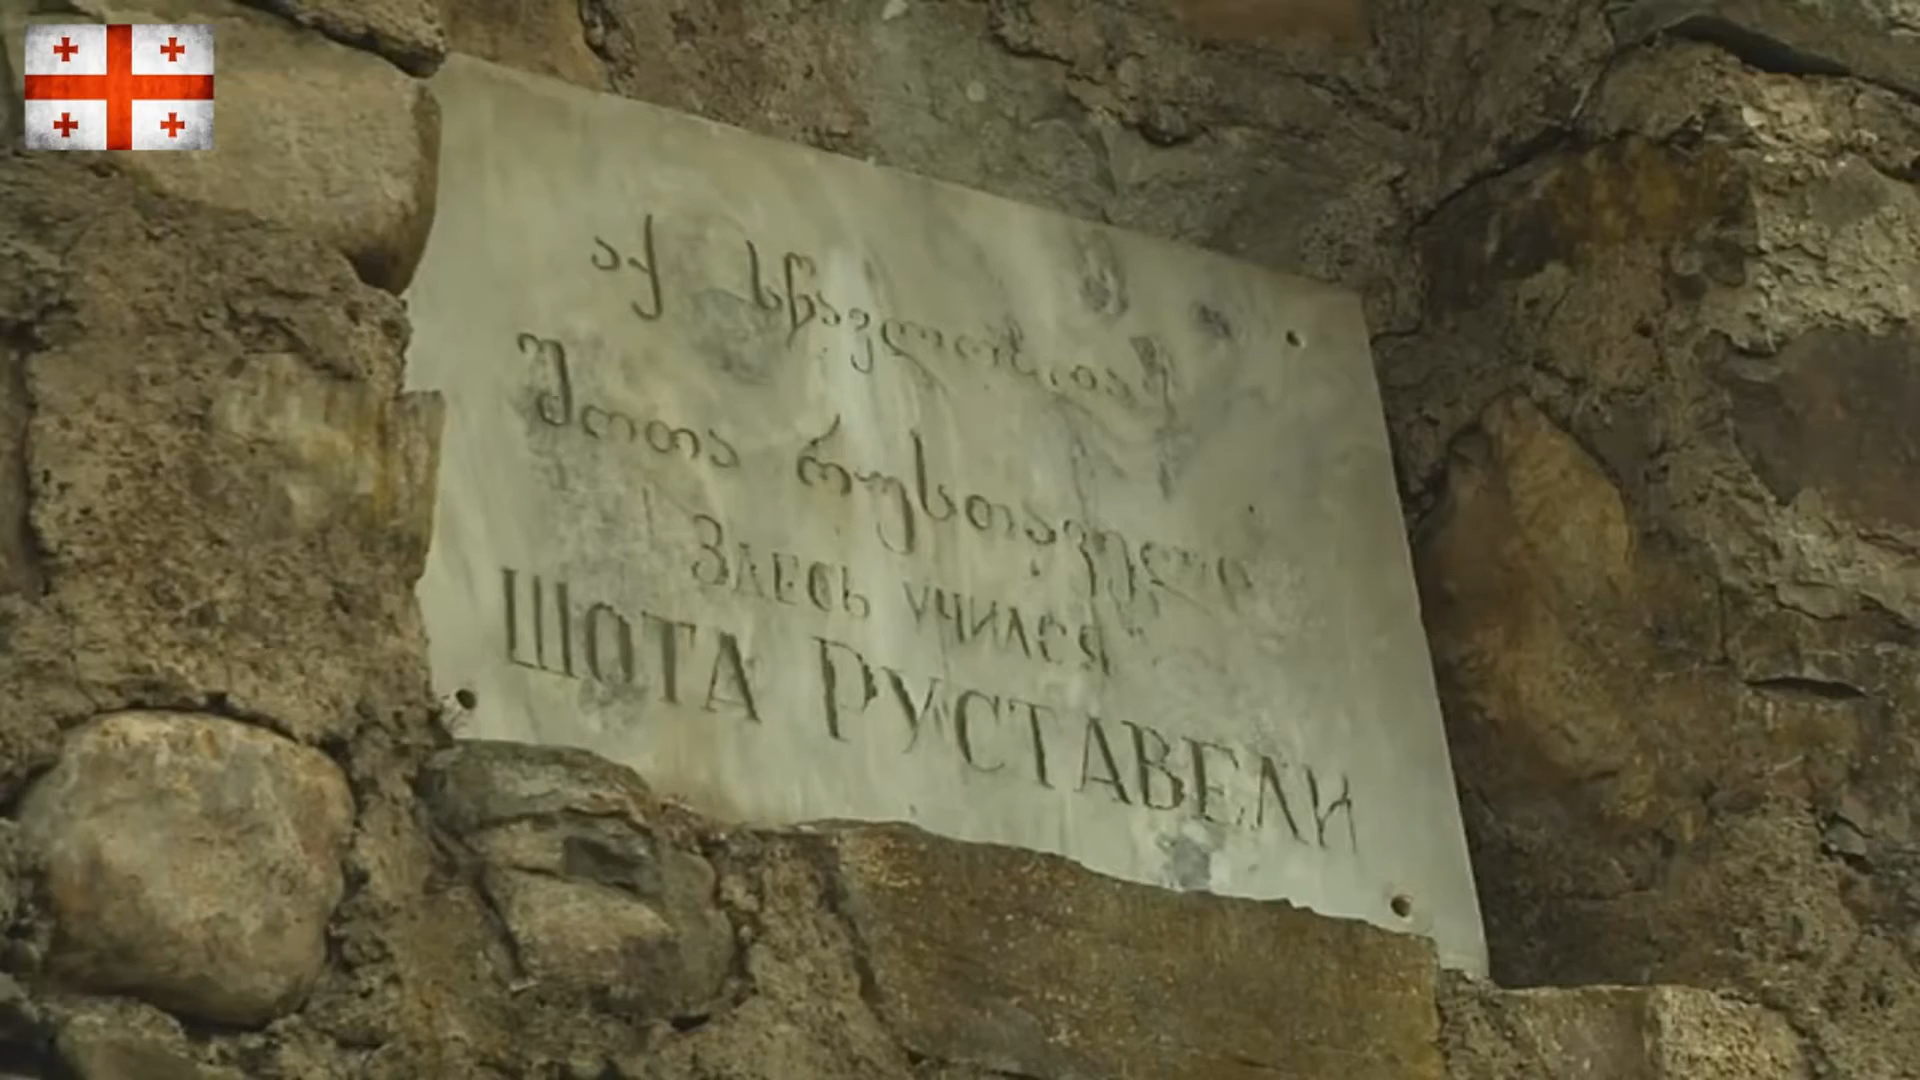 აქ სწავლობდა
შოთა რუსთაველი
ЗДЕСЬ УЧИЛСЯ
ШОТА РУСТАВЕЛИ